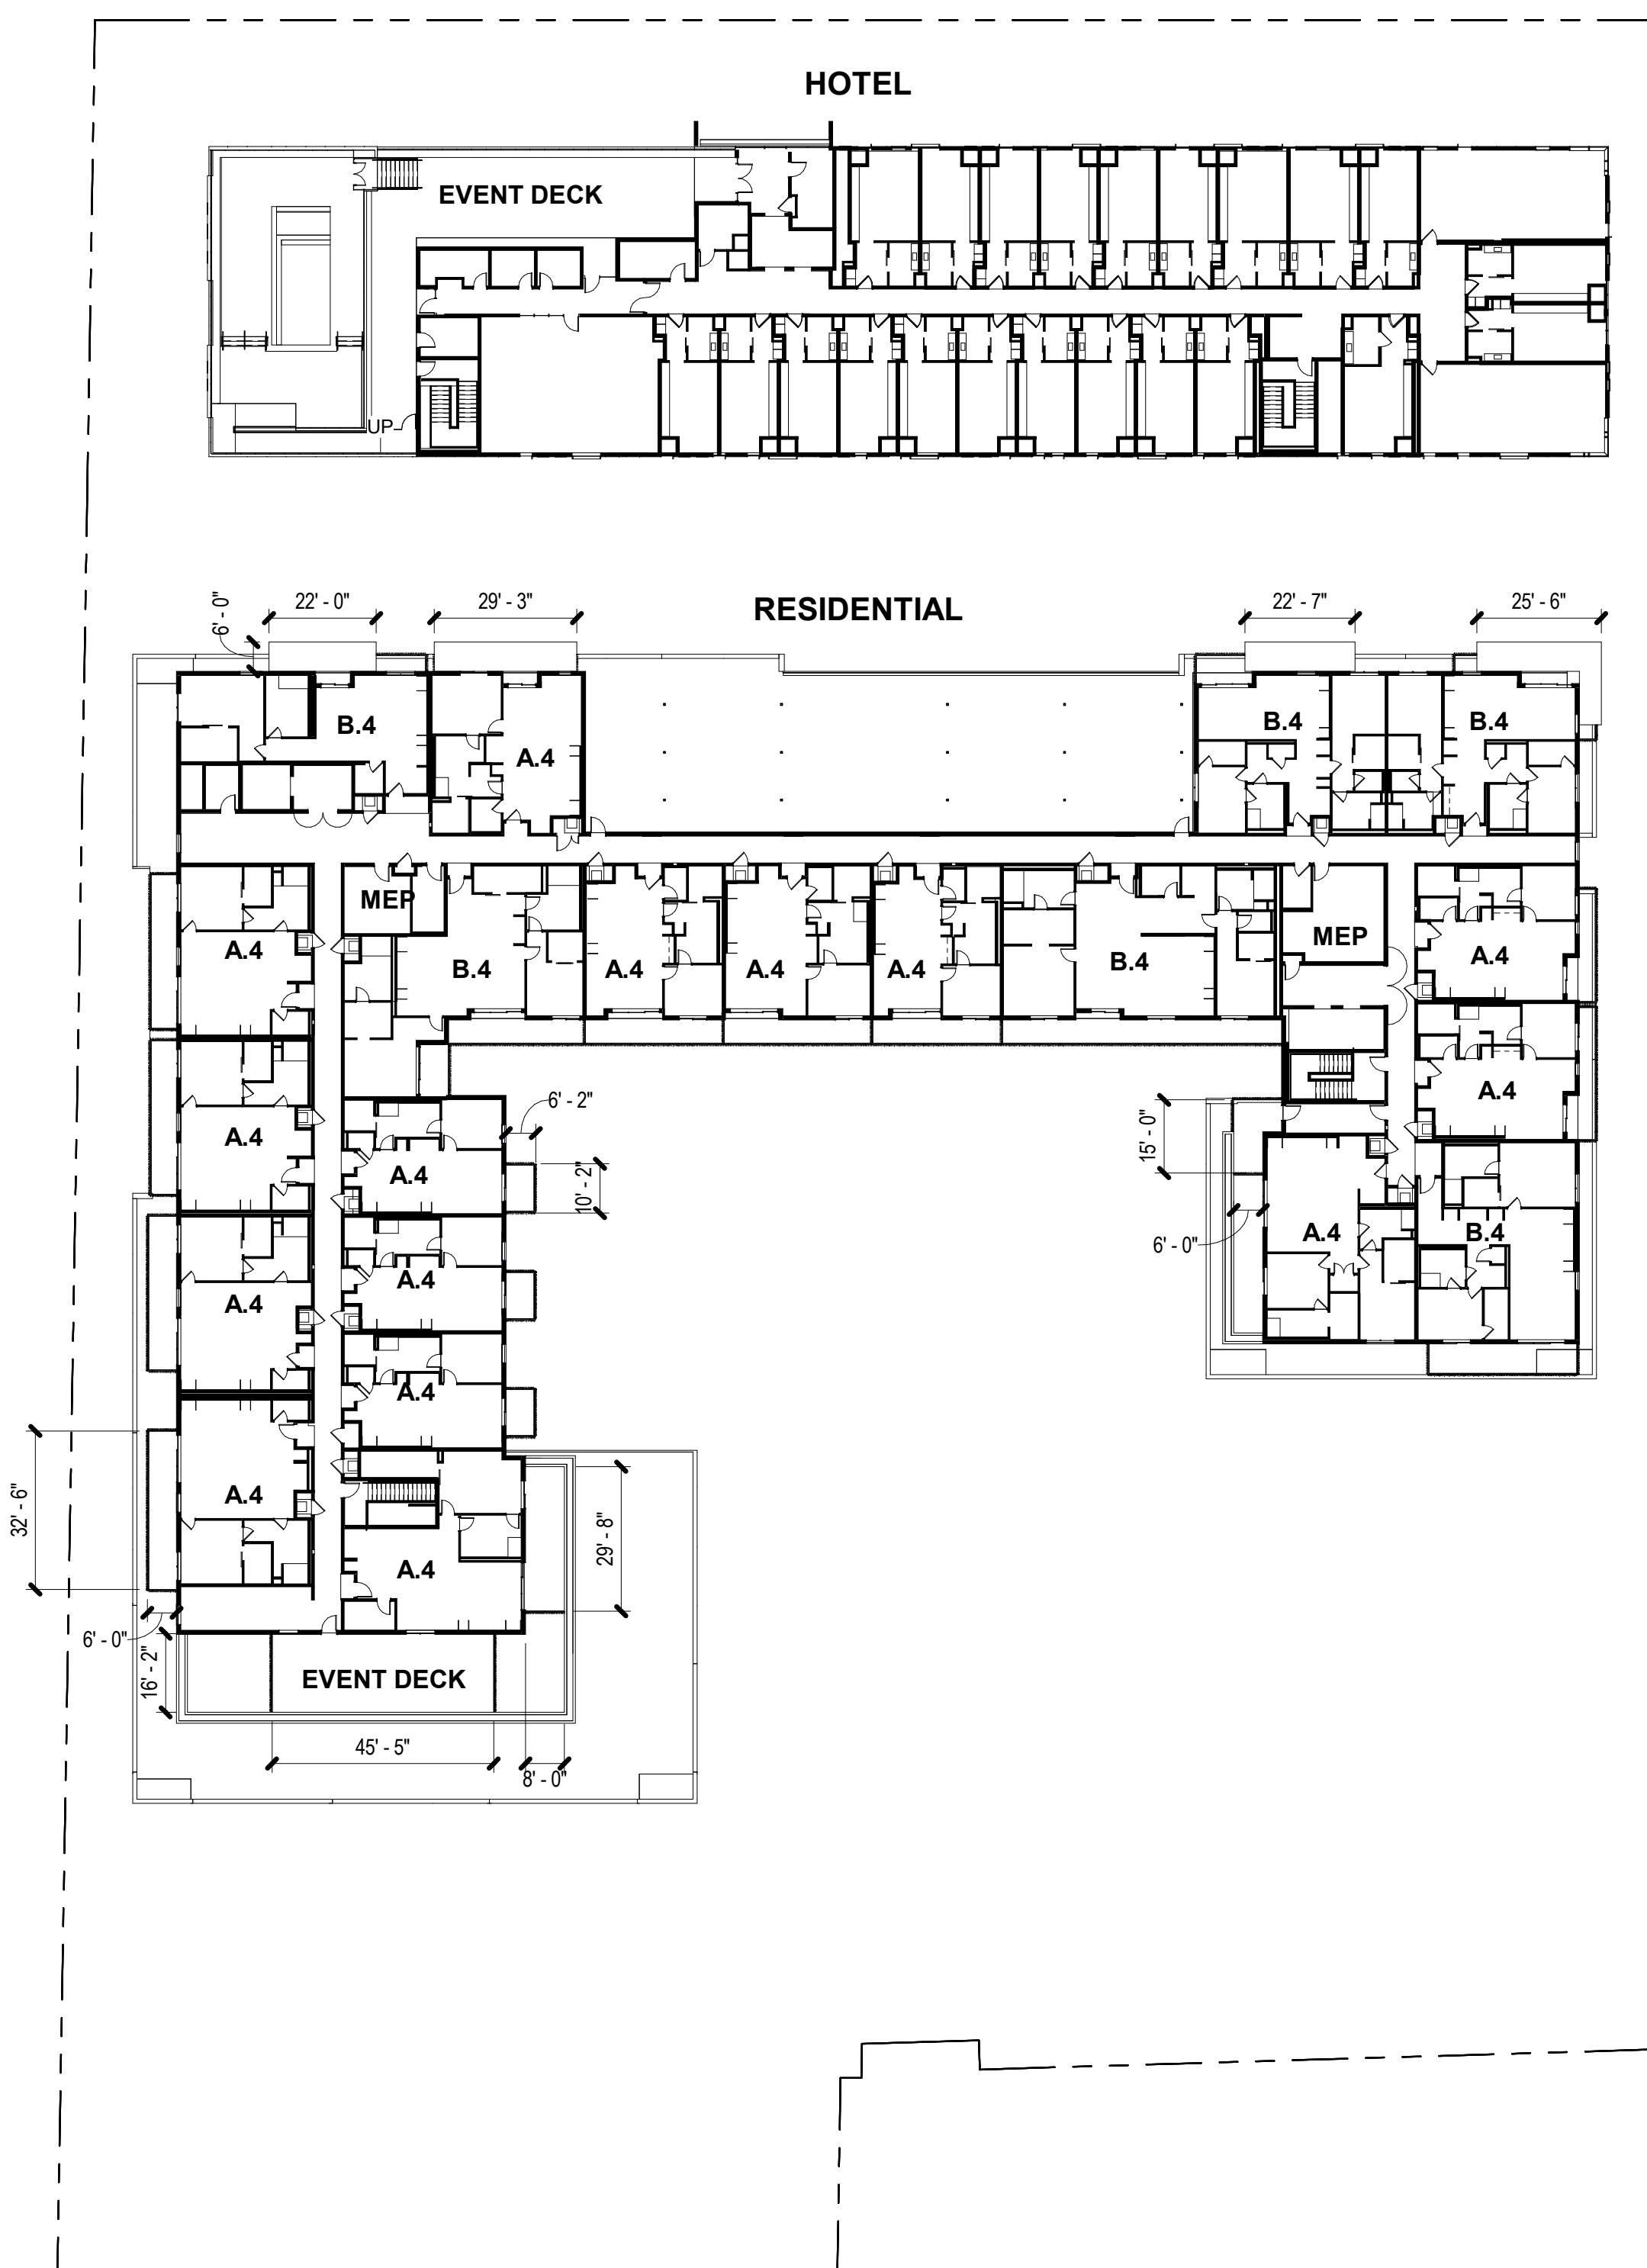 HOTEL
EVENT DECK
UP
RESIDENTIAL
6' - 0"
22' - 0"
29' - 3"
22' - 7"
25' - 6"
B.4
A.4
B.4
B.4
MEP
A.4
B.4
A.4
A.4
A.4
B.4
MEP
A.4
A.4
A.4
6' - 2"
10' - 2"
A.4
15' - 0"
A.4
A.4
A.4
6' - 0"
A.4
B.4
A.4
32' - 6"
A.4
29' - 8"
A.4
6' - 0"
16' - 2"
EVENT DECK
45' - 5"
8' - 0"